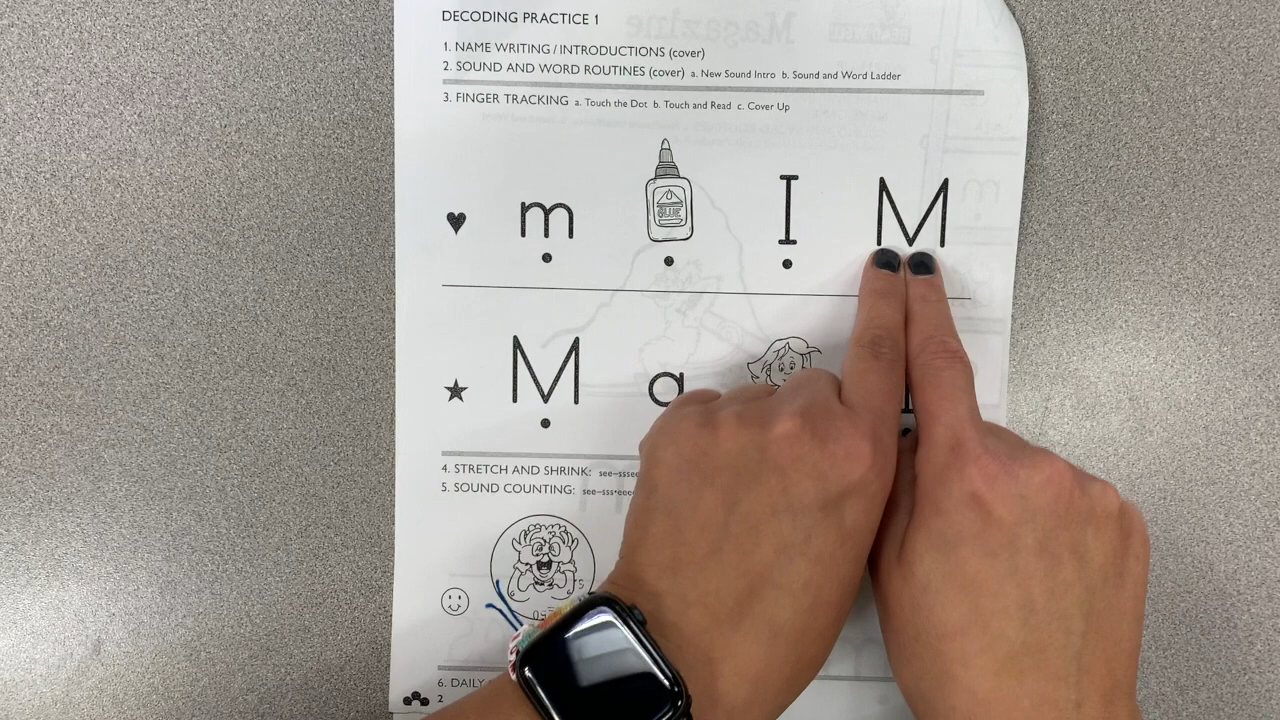 DECODING PRACTICE 1
1. NAME WRITING / INTRODUCTIONS (cover)
2. SOUND AND WORD ROUTINES (cover) a. New Sound Intro b. Sound and Word Ladder
3. FINGER TRACKING a. Touch the Dot b. Touch and Read c. Cover Up
m GLUE I M
M a
4. STRETCH AND SHRINK:
5. SOUND COUNTING:
6. DAILY
2